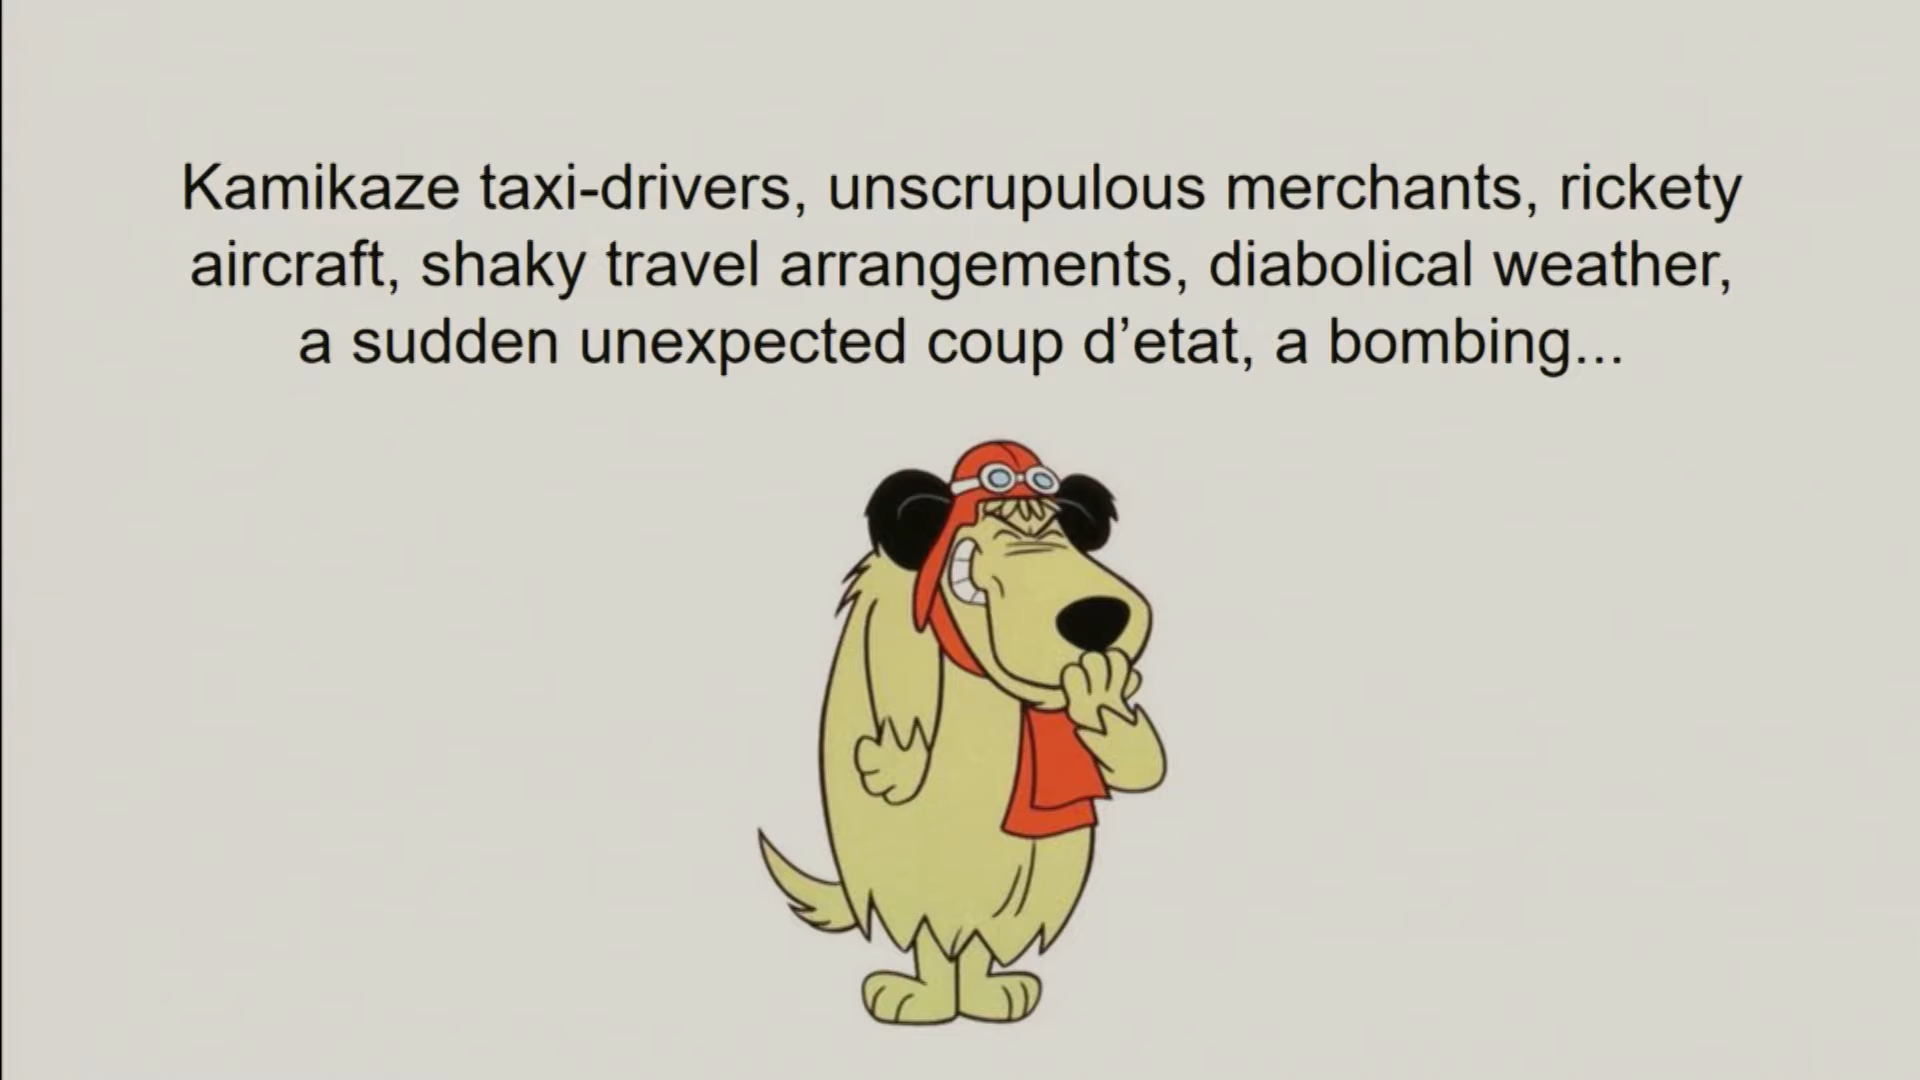 Kamikaze taxi-drivers, unscrupulous merchants, rickety
aircraft, shaky travel arrangements, diabolical weather,
a sudden unexpected coup d’etat, a bombing...